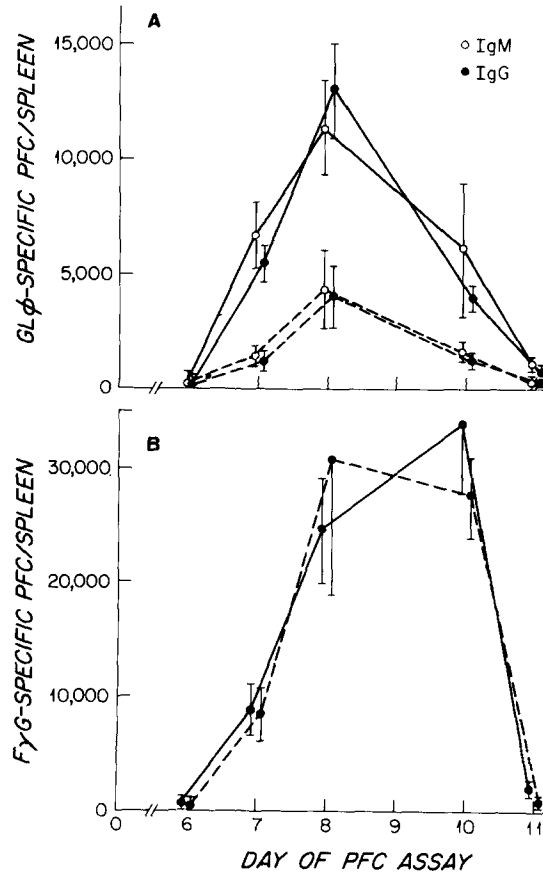 A
○ IgM
● IgG
GLϕ-SPECIFIC PFC/SPLEEN
15,000
10,000
5,000
0
B
FγG-SPECIFIC PFC/SPLEEN
30,000
20,000
10,000
0
0 6 7 8 9 10 11
DAY OF PFC ASSAY